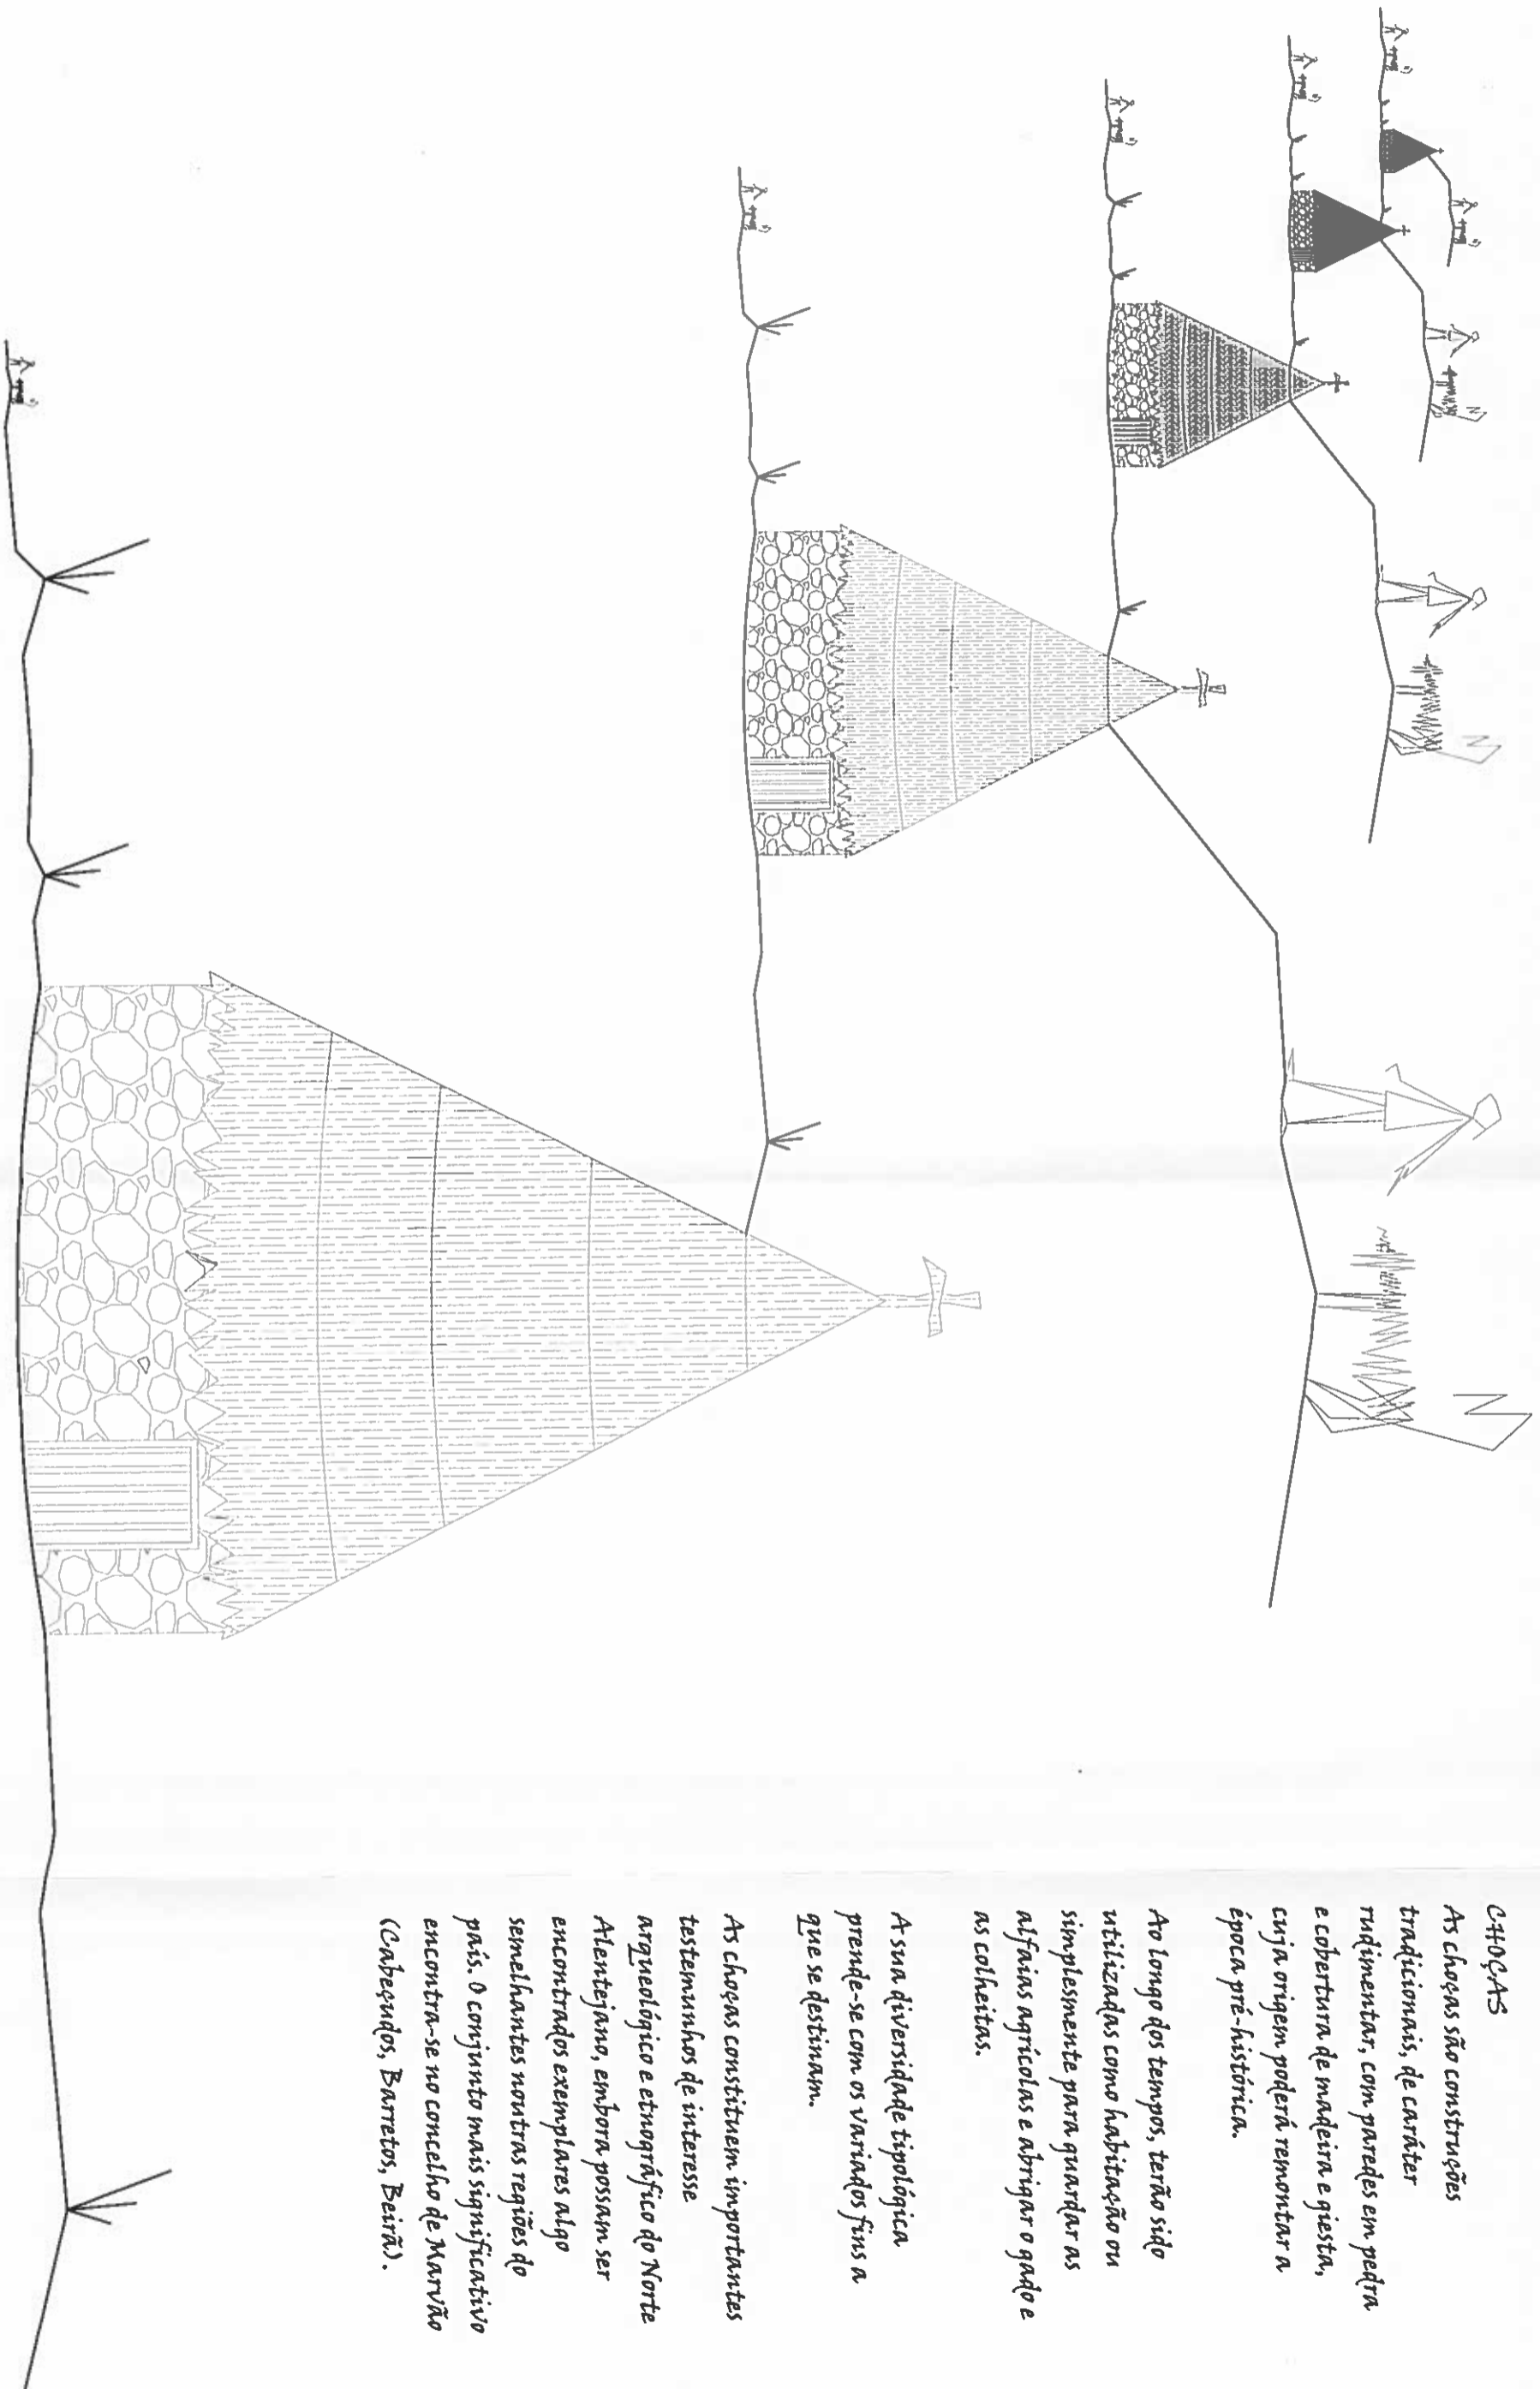 CHOÇAS
As choças são construções
tradicionais, de caráter
rudimentar, com paredes em pedra
e cobertura de madeira e giesta,
cuja origem poderá remontar a
época pré-histórica.
Ao longo dos tempos, terão sido
utilizadas como habitação ou
simplesmente para guardar as
alfaias agrícolas e abrigar o gado e
as colheitas.
A sua diversidade tipológica
prende-se com os variados fins a
que se destinam.
As choças constituem importantes
testemunhos de interesse
arqueológico e etnográfico do Norte
Alentejano, embora possam ser
encontrados exemplares algo
semelhantes noutras regiões do
país. O conjunto mais significativo
encontra-se no concelho de Marvão
(Cabeçudos, Barretos, Beirã).